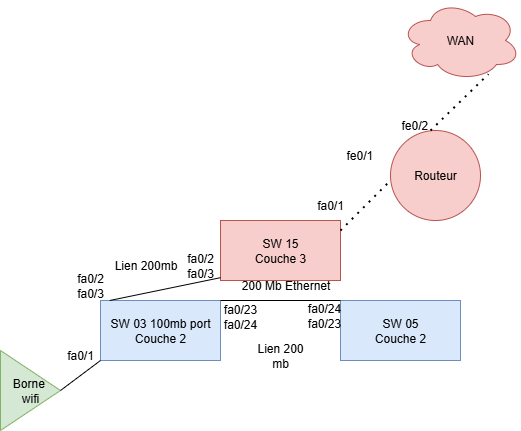 WAN
fe0/2
fe0/1
Routeur
fa0/1
SW 15
Couche 3
Lien 200mb
fa0/2
fa0/3
fa0/2
fa0/3
200 Mb Ethernet
SW 03 100mb port
Couche 2
fa0/23
fa0/24
fa0/24
fa0/23
SW 05
Couche 2
Lien 200
mb
fa0/1
Borne
wifi